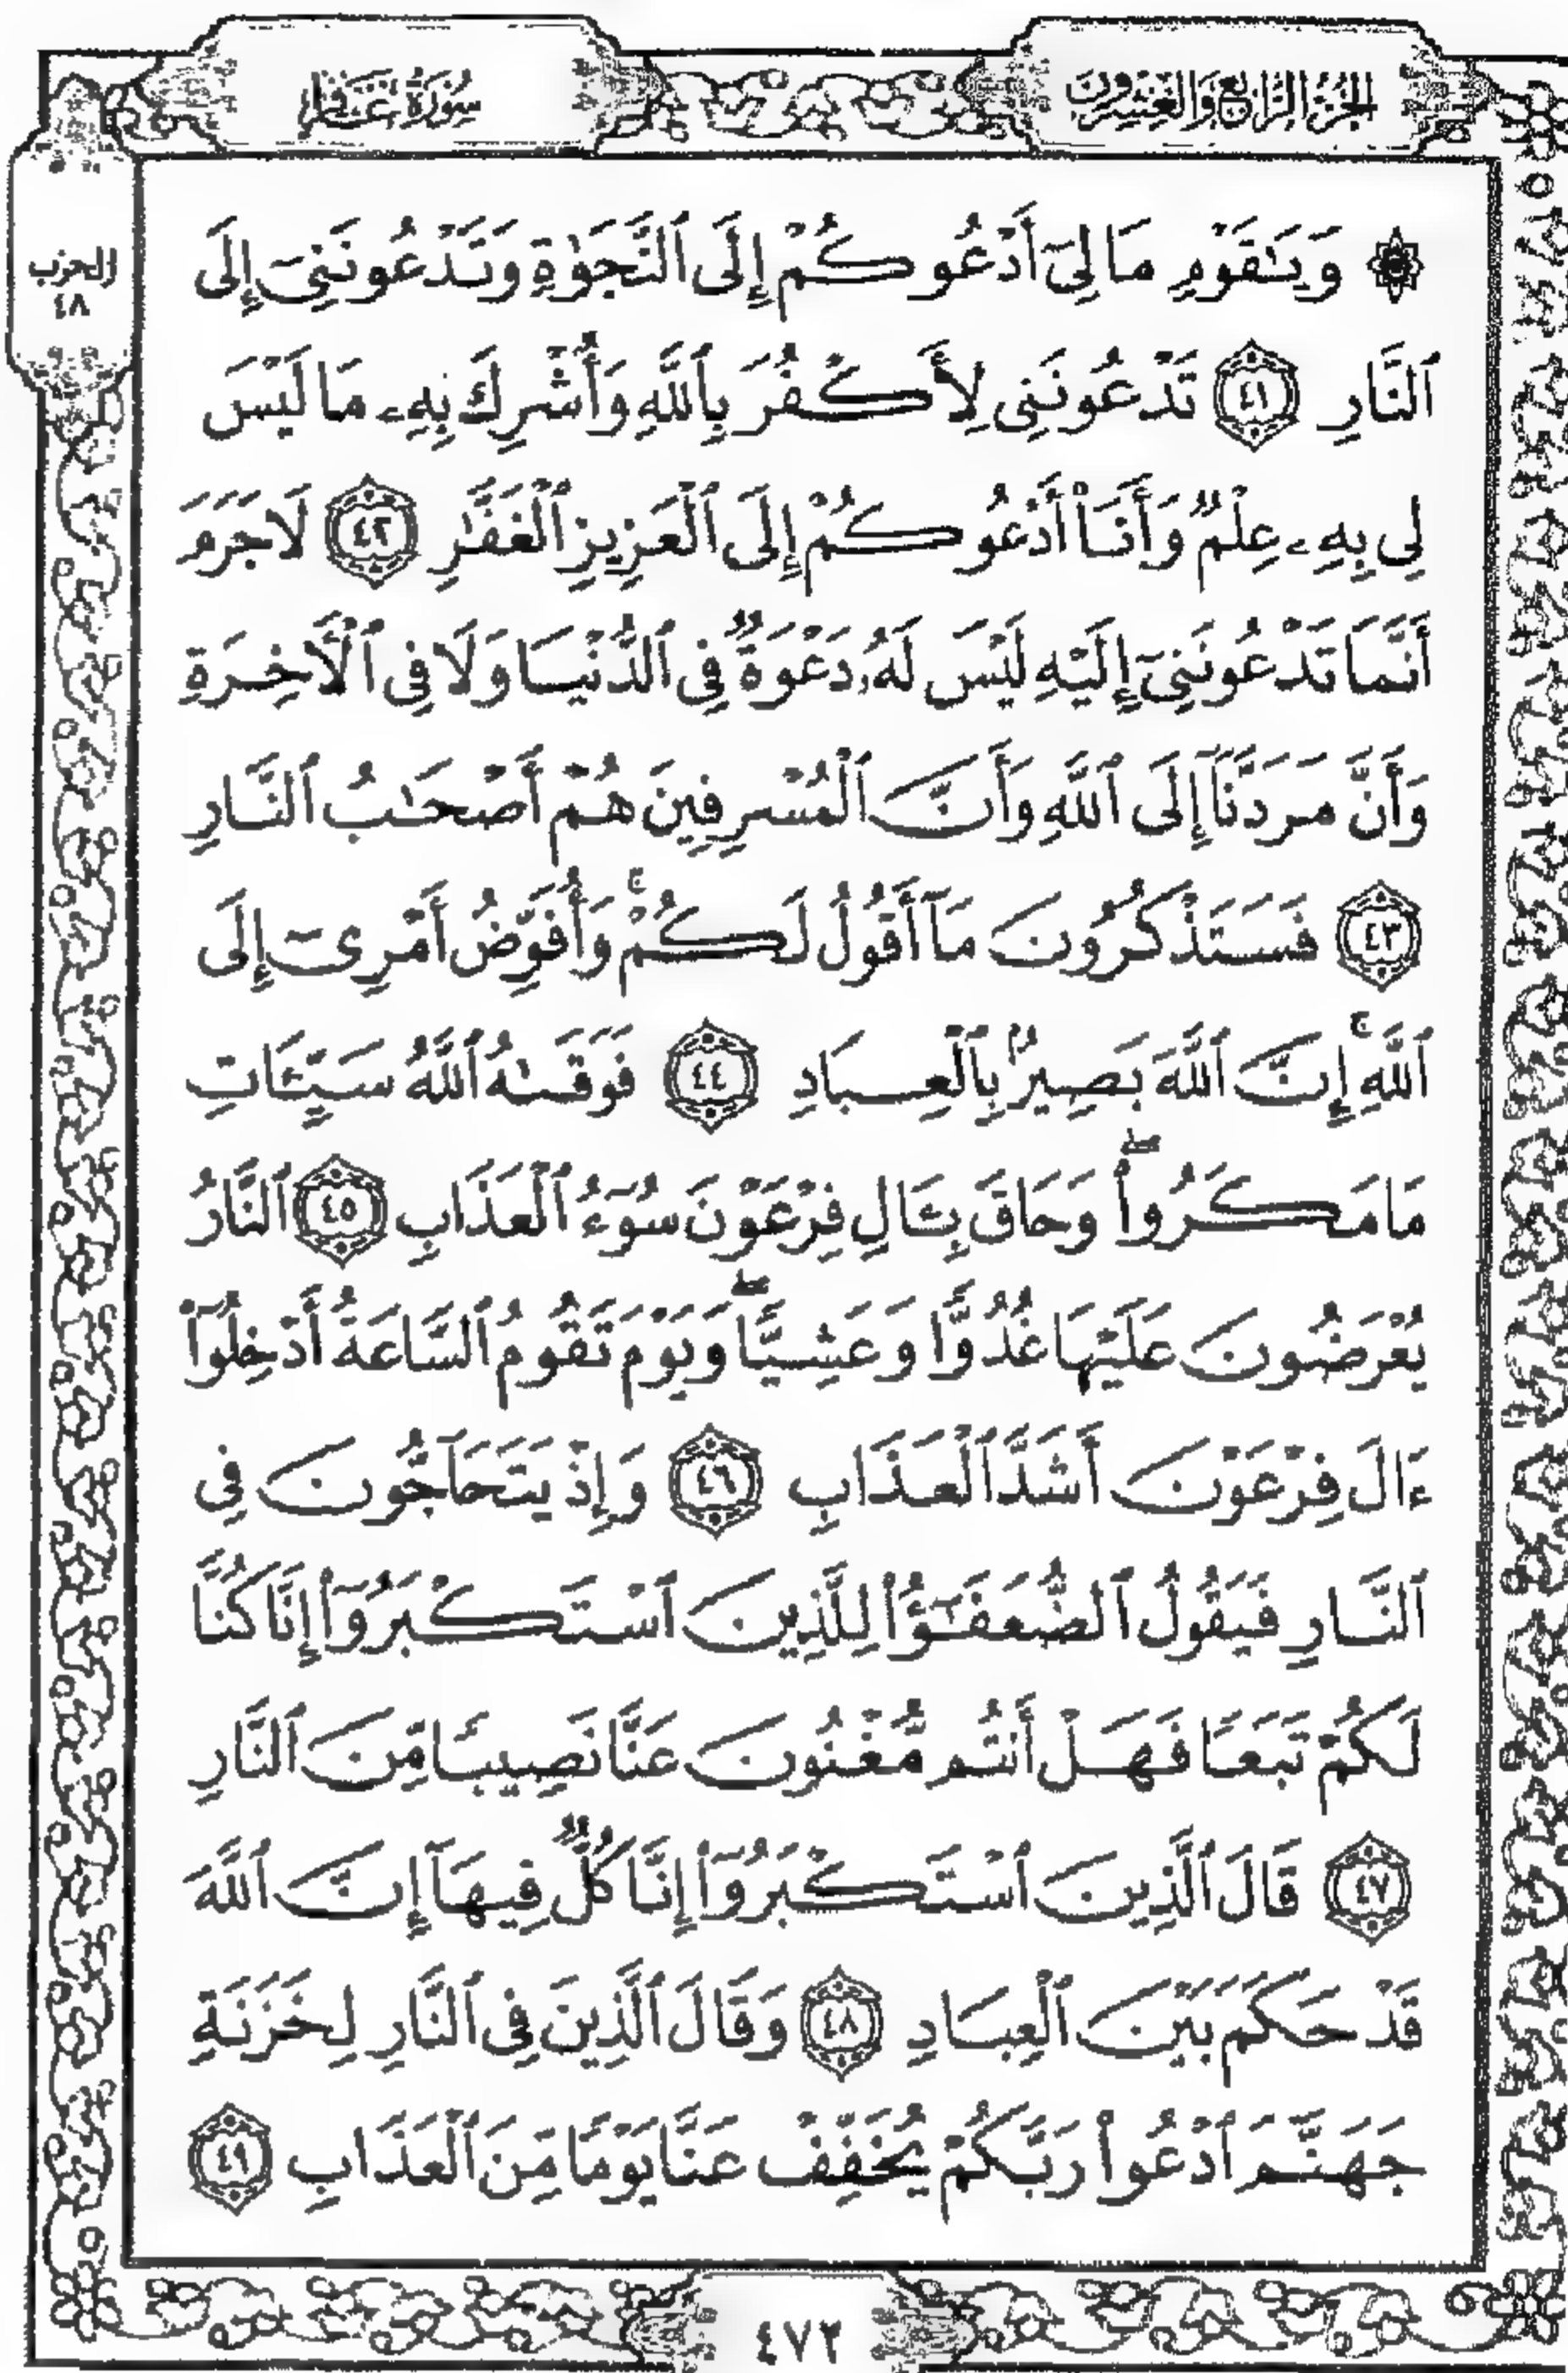 الجزء الرابع والعشرون
سورة غافر
الحزب
٤٨
۞ وَيَـٰقَوْمِ مَا لِىٓ أَدْعُوكُمْ إِلَى ٱلنَّجَوٰةِ وَتَدْعُونَنِىٓ إِلَى
ٱلنَّارِ ٤١ تَدْعُونَنِى لِأَكْفُرَ بِٱللَّهِ وَأُشْرِكَ بِهِۦ مَا لَيْسَ
لِى بِهِۦ عِلْمٌ وَأَنَا۠ أَدْعُوكُمْ إِلَى ٱلْعَزِيزِ ٱلْغَفَّـٰرِ ٤٢ لَا جَرَمَ
أَنَّمَا تَدْعُونَنِىٓ إِلَيْهِ لَيْسَ لَهُۥ دَعْوَةٌ فِى ٱلدُّنْيَا وَلَا فِى ٱلْأَخِرَةِ
وَأَنَّ مَرَدَّنَآ إِلَى ٱللَّهِ وَأَنَّ ٱلْمُسْرِفِينَ هُمْ أَصْحَـٰبُ ٱلنَّارِ
٤٣ فَسَتَذْكُرُونَ مَآ أَقُولُ لَكُمْ ۚ وَأُفَوِّضُ أَمْرِىٓ إِلَى
ٱللَّهِ ۚ إِنَّ ٱللَّهَ بَصِيرٌۢ بِٱلْعِبَادِ ٤٤ فَوَقَىٰهُ ٱللَّهُ سَيِّـَٔاتِ
مَا مَكَرُوا۟ ۖ وَحَاقَ بِـَٔالِ فِرْعَوْنَ سُوٓءُ ٱلْعَذَابِ ٤٥ ٱلنَّارُ
يُعْرَضُونَ عَلَيْهَا غُدُوًّا وَعَشِيًّا ۖ وَيَوْمَ تَقُومُ ٱلسَّاعَةُ أَدْخِلُوٓا۟
ءَالَ فِرْعَوْنَ أَشَدَّ ٱلْعَذَابِ ٤٦ وَإِذْ يَتَحَآجُّونَ فِى
ٱلنَّارِ فَيَقُولُ ٱلضُّعَفَـٰٓؤُا۟ لِلَّذِينَ ٱسْتَكْبَرُوٓا۟ إِنَّا كُنَّا
لَكُمْ تَبَعًا فَهَلْ أَنتُم مُّغْنُونَ عَنَّا نَصِيبًا مِّنَ ٱلنَّارِ
٤٧ قَالَ ٱلَّذِينَ ٱسْتَكْبَرُوٓا۟ إِنَّا كُلٌّ فِيهَآ إِنَّ ٱللَّهَ
قَدْ حَكَمَ بَيْنَ ٱلْعِبَادِ ٤٨ وَقَالَ ٱلَّذِينَ فِى ٱلنَّارِ لِخَزَنَةِ
جَهَنَّمَ ٱدْعُوا۟ رَبَّكُمْ يُخَفِّفْ عَنَّا يَوْمًا مِّنَ ٱلْعَذَابِ ٤٩
٤٧٢